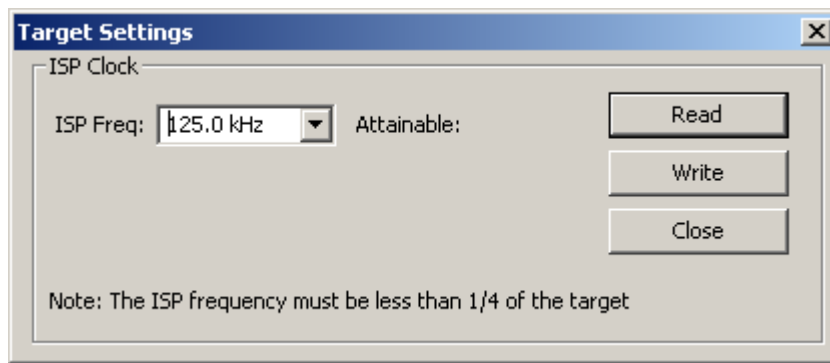 Target Settings
ISP Clock
ISP Freq: 125.0 kHz Attainable: Read
Write
Close
Note: The ISP frequency must be less than 1/4 of the target